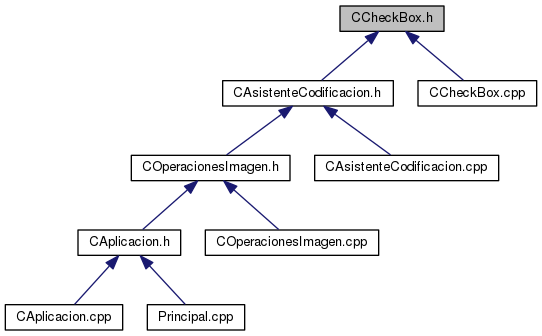 CCheckBox.h
CAsistenteCodificacion.h
CCheckBox.cpp
COperacionesImagen.h
CAsistenteCodificacion.cpp
CAplicacion.h
COperacionesImagen.cpp
CAplicacion.cpp
Principal.cpp